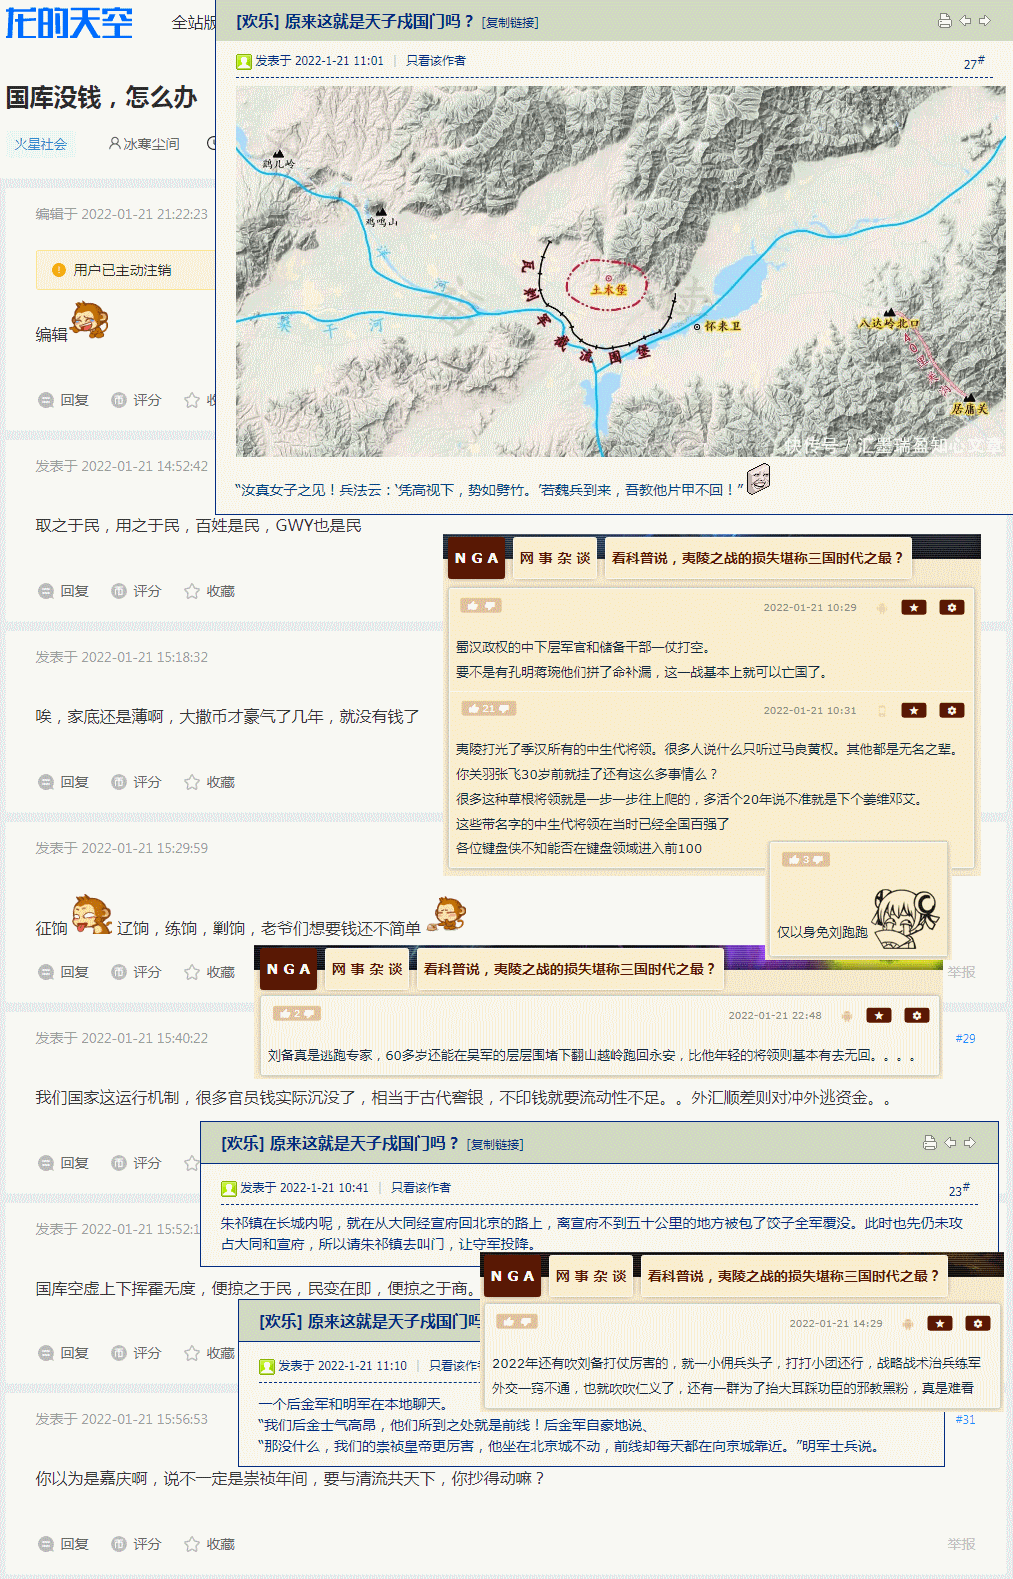 龙的天空
全站版
国库没钱，怎么办
火星社会
冰寒尘间
编辑于 2022-01-21 21:22:23
用户已主动注销
编辑
回复
评分
[欢乐] 原来这就是天子戍国门吗？ [复制链接]
发表于 2022-1-21 11:01 | 只看该作者
27#
鹞儿岭
鸡鸣山
洋
河
桑干河
瓦剌军截流围堡
土木堡
怀来卫
八达岭北口
居庸关
快传号 / 汇墨瑞盈知心文章
“汝真女子之见！兵法云：‘凭高视下，势如劈竹。’若魏兵到来，吾教他片甲不回！”
发表于 2022-01-21 14:52:42
取之于民，用之于民，百姓是民，GWY也是民
回复
评分
收藏
NGA
网事杂谈
看科普说，夷陵之战的损失堪称三国时代之最？
2022-01-21 10:29
蜀汉政权的中下层军官和储备干部一仗打空。
要不是有孔明蒋琬他们拼了命补漏，这一战基本上就可以亡国了。
21
2022-01-21 10:31
夷陵打光了季汉所有的中生代将领。很多人说什么只听过马良黄权。其他都是无名之辈。
你关羽张飞30岁前就挂了还有这么多事情么？
很多这种草根将领就是一步一步往上爬的，多活个20年说不准就是下个姜维邓艾。
这些带名字的中生代将领在当时已经全国百强了
各位键盘侠不知能否在键盘领域进入前100
3
仅以身免刘跑跑
发表于 2022-01-21 15:18:32
唉，家底还是薄啊，大撒币才豪气了几年，就没有钱了
回复
评分
收藏
发表于 2022-01-21 15:29:59
征饷
辽饷，练饷，剿饷，老爷们想要钱还不简单
回复
评分
收藏
举报
NGA
网事杂谈
看科普说，夷陵之战的损失堪称三国时代之最？
2
2022-01-21 22:48
刘备真是逃跑专家，60多岁还能在吴军的层层围堵下翻山越岭跑回永安，比他年轻的将领则基本有去无回。。。。
发表于 2022-01-21 15:40:22
#29
我们国家这运行机制，很多官员钱实际沉没了，相当于古代窖银，不印钱就要流动性不足。。外汇顺差则对冲外逃资金。。
回复
评分
[欢乐] 原来这就是天子戍国门吗？ [复制链接]
发表于 2022-1-21 10:41 | 只看该作者
23#
朱祁镇在长城内呢，就在从大同经宣府回北京的路上，离宣府不到五十公里的地方被包了饺子全军覆没。此时也先仍未攻
占大同和宣府，所以请朱祁镇去叫门，让守军投降。
发表于 2022-01-21 15:52:1
国库空虚上下挥霍无度，便掠之于民，民变在即，便掠之于商。
回复
评分
收藏
NGA
网事杂谈
看科普说，夷陵之战的损失堪称三国时代之最？
2022-01-21 14:29
2022年还有吹刘备打仗厉害的，就一小佣兵头子，打打小团还行，战略战术治兵练军
外交一窍不通，也就吹吹仁义了，还有一群为了抬大耳踩功臣的邪教黑粉，真是难看
[欢乐] 原来这就是天子戍国门吗
发表于 2022-1-21 11:10 | 只看该作者
一个后金军和明军在本地聊天。
“我们后金士气高昂，他们所到之处就是前线！后金军自豪地说、
“那没什么，我们的崇祯皇帝更厉害，他坐在北京城不动，前线却每天都在向京城靠近。”明军士兵说。
发表于 2022-01-21 15:56:53
#31
你以为是嘉庆啊，说不一定是崇祯年间，要与清流共天下，你抄得动嘛？
回复
评分
收藏
举报